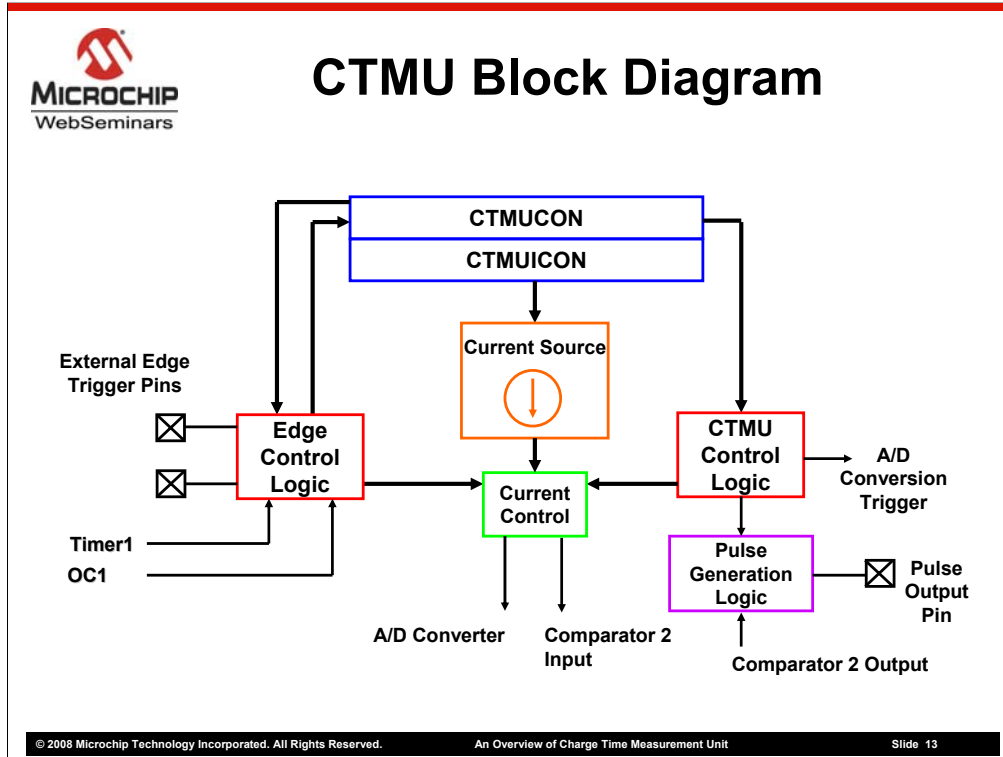 MICROCHIP
WebSeminars
CTMU Block Diagram
CTMUCON
CTMUICON
Current Source
External Edge
Trigger Pins
Edge
Control
Logic
CTMU
Control
Logic
A/D
Conversion
Trigger
Current
Control
Timer1
OC1
Pulse
Generation
Logic
Pulse
Output
Pin
A/D Converter
Comparator 2
Input
Comparator 2 Output
© 2008 Microchip Technology Incorporated. All Rights Reserved.
An Overview of Charge Time Measurement Unit
Slide 13